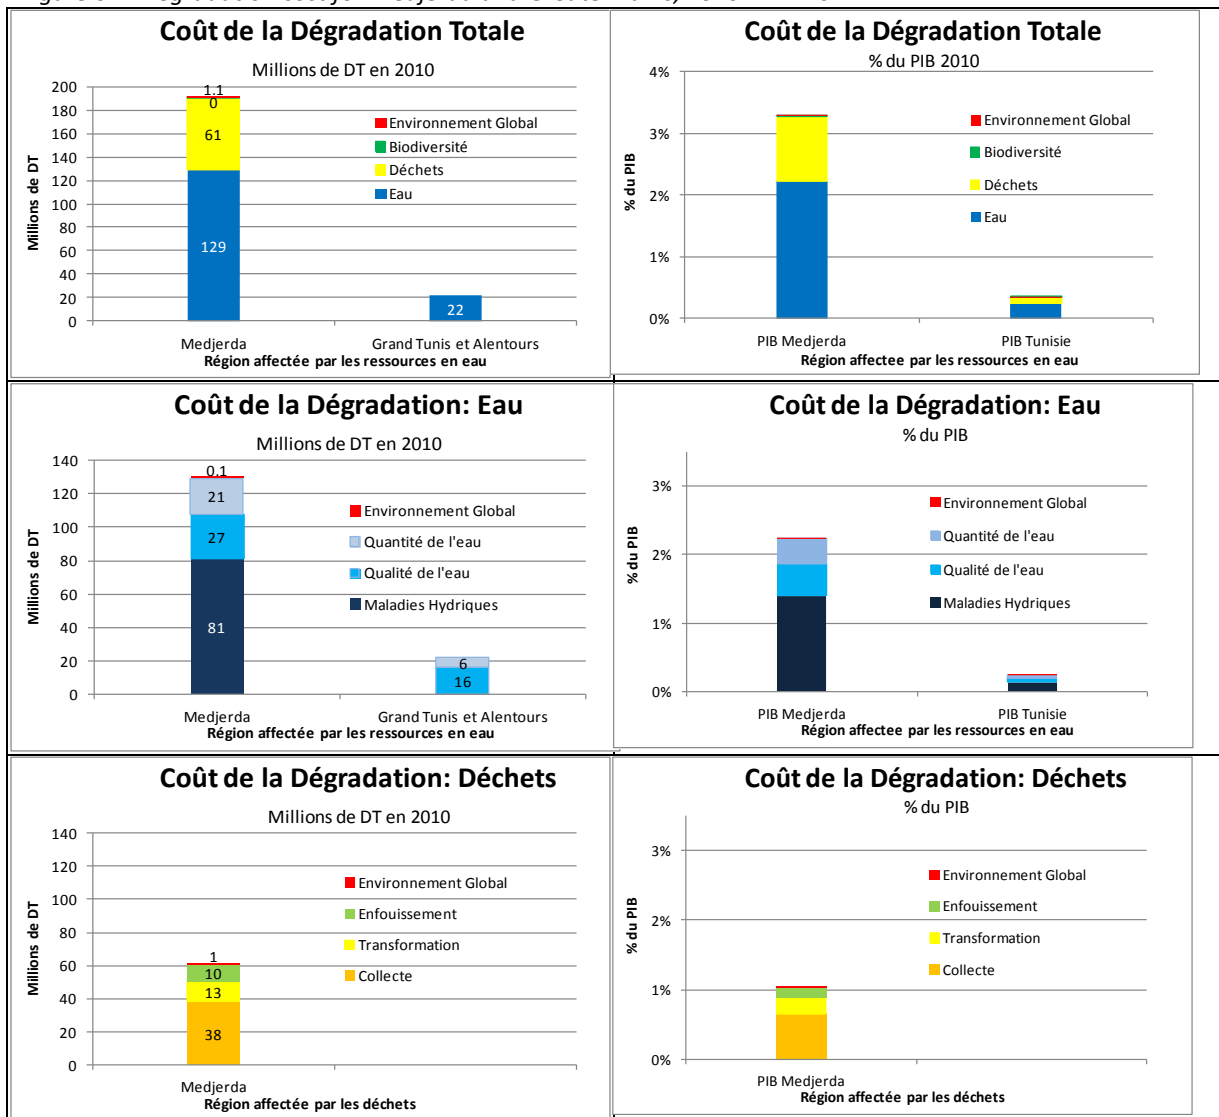 Coût de la Dégradation Totale
Millions de DT en 2010
200
180
160
140
120
100
80
60
40
20
0
Millions de DT
1.1
0
61
129
22
Environnement Global
Biodiversité
Déchets
Eau
Medjerda
Grand Tunis et Alentours
Région affectée par les ressources en eau
Coût de la Dégradation Totale
% du PIB 2010
4%
3%
2%
1%
0%
% du PIB
Environnement Global
Biodiversité
Déchets
Eau
PIB Medjerda
PIB Tunisie
Région affectee par les ressources en eau
Coût de la Dégradation: Eau
Millions de DT en 2010
140
120
100
80
60
40
20
0
Millions de DT
0.1
21
27
81
6
16
Environnement Global
Quantité de l'eau
Qualité de l'eau
Maladies Hydriques
Medjerda
Grand Tunis et Alentours
Région affectée par les ressources en eau
Coût de la Dégradation: Eau
% du PIB
3%
2%
1%
0%
% du PIB
Environnement Global
Quantité de l'eau
Qualité de l'eau
Maladies Hydriques
PIB Medjerda
PIB Tunisie
Région affectee par les ressources en eau
Coût de la Dégradation: Déchets
Millions de DT en 2010
140
120
100
80
60
40
20
0
Millions de DT
1
10
13
38
Environnement Global
Enfouissement
Transformation
Collecte
Medjerda
Région affectée par les déchets
Coût de la Dégradation: Déchets
% du PIB
3%
2%
1%
0%
% du PIB
Environnement Global
Enfouissement
Transformation
Collecte
PIB Medjerda
Région affectée par les déchets